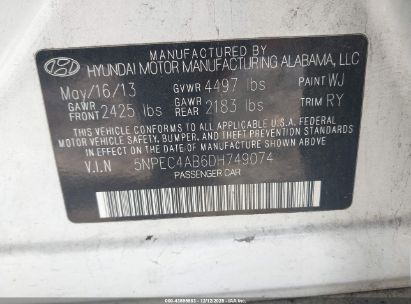 MANUFACTURED BY
HYUNDAI MOTOR MANUFACTURING ALABAMA, LLC
May/16/13 GVWR 4497 lbs PAINT WJ
GAWR FRONT 2425 lbs GAWR REAR 2183 lbs TRIM RY
THIS VEHICLE CONFORMS TO ALL APPLICABLE U.S.A. FEDERAL
MOTOR VEHICLE SAFETY, BUMPER, AND THEFT PREVENTION STANDARDS
IN EFFECT ON THE DATE OF MANUFACTURE SHOWN ABOVE.
V.I.N 5NPEC4AB6DH749074
PASSENGER CAR